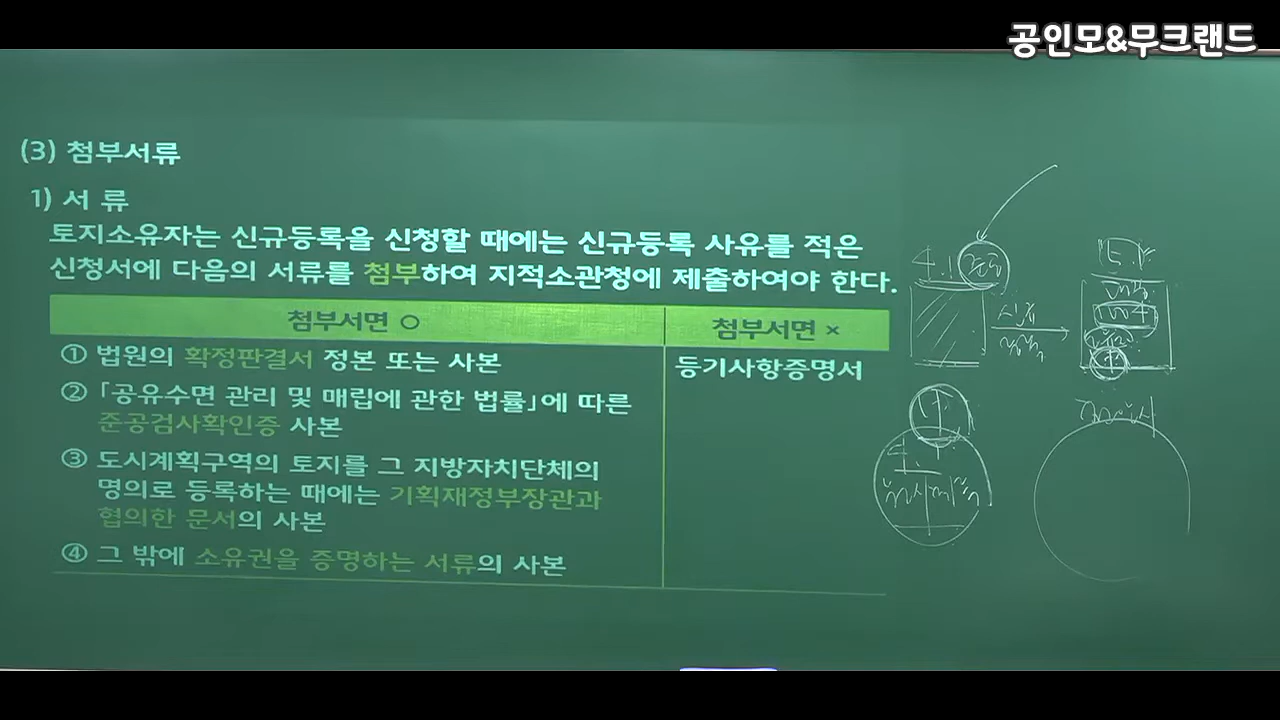 공인모&무크랜드
(3) 첨부서류
1) 서 류
토지소유자는 신규등록을 신청할 때에는 신규등록 사유를 적은
신청서에 다음의 서류를 첨부하여 지적소관청에 제출하여야 한다.
첨부서면 ○
첨부서면 ×
① 법원의 확정판결서 정본 또는 사본
등기사항증명서
② 「공유수면 관리 및 매립에 관한 법률」에 따른
준공검사확인증 사본
③ 도시계획구역의 토지를 그 지방자치단체의
명의로 등록하는 때에는 기획재정부장관과
협의한 문서의 사본
④ 그 밖에 소유권을 증명하는 서류의 사본